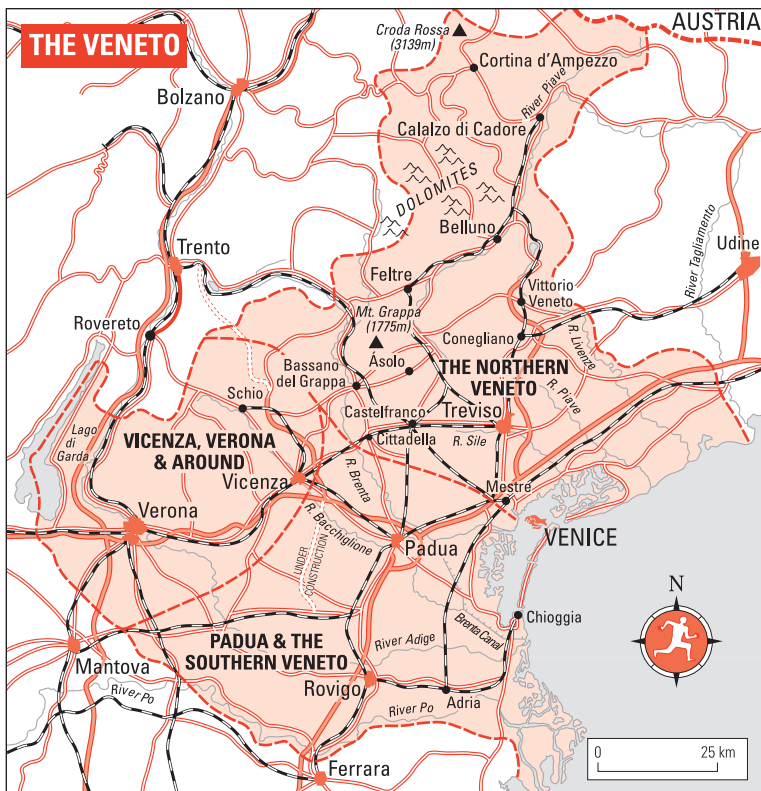 THE VENETO
AUSTRIA
Croda Rossa
(3139m)
Cortina d'Ampezzo
Bolzano
River Piave
Calalzo di Cadore
DOLOMITES
Belluno
Trento
Udine
River Tagliamento
Feltre
Vittorio
Veneto
Mt. Grappa
(1775m)
Rovereto
Conegliano
R. Livenze
Bassano
del Grappa
Ásolo
THE NORTHERN
VENETO
R. Piave
Schio
Castelfranco
Treviso
Lago
di
Garda
VICENZA, VERONA
& AROUND
Cittadella
R. Sile
Vicenza
R. Brenta
Mestre
Verona
R. Bacchiglione
Padua
VENICE
UNDER
CONSTRUCTION
N
Chioggia
Brenta Canal
PADUA & THE
SOUTHERN VENETO
River Adige
Mantova
Rovigo
River Po
Adria
River Po
Ferrara
0
25 km